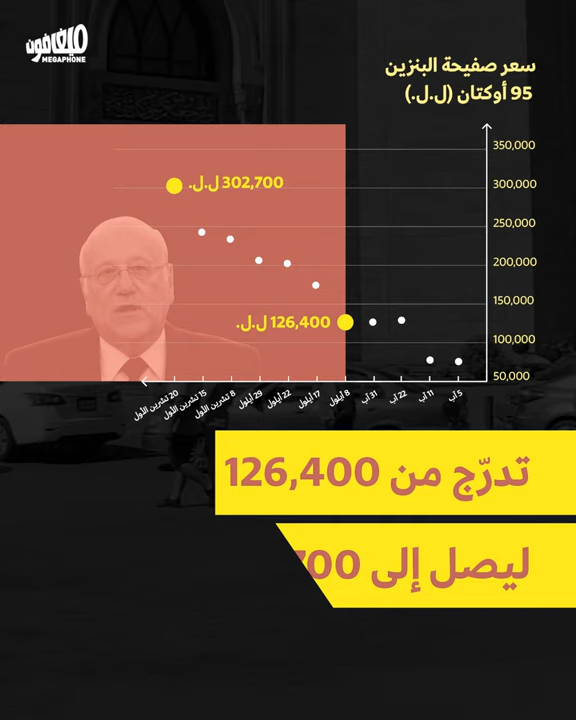 ميغافون
MEGAPHONE
سعر صفيحة البنزين
95 أوكتان (ل.ل.)
350,000
300,000
250,000
200,000
150,000
100,000
50,000
302,700 ل.ل.
126,400 ل.ل.
5 آب
11 آب
22 آب
31 آب
8 أيلول
17 أيلول
22 أيلول
29 أيلول
8 تشرين الأول
15 تشرين الأول
20 تشرين الأول
تدرّج من 126,400
ليصل إلى 700